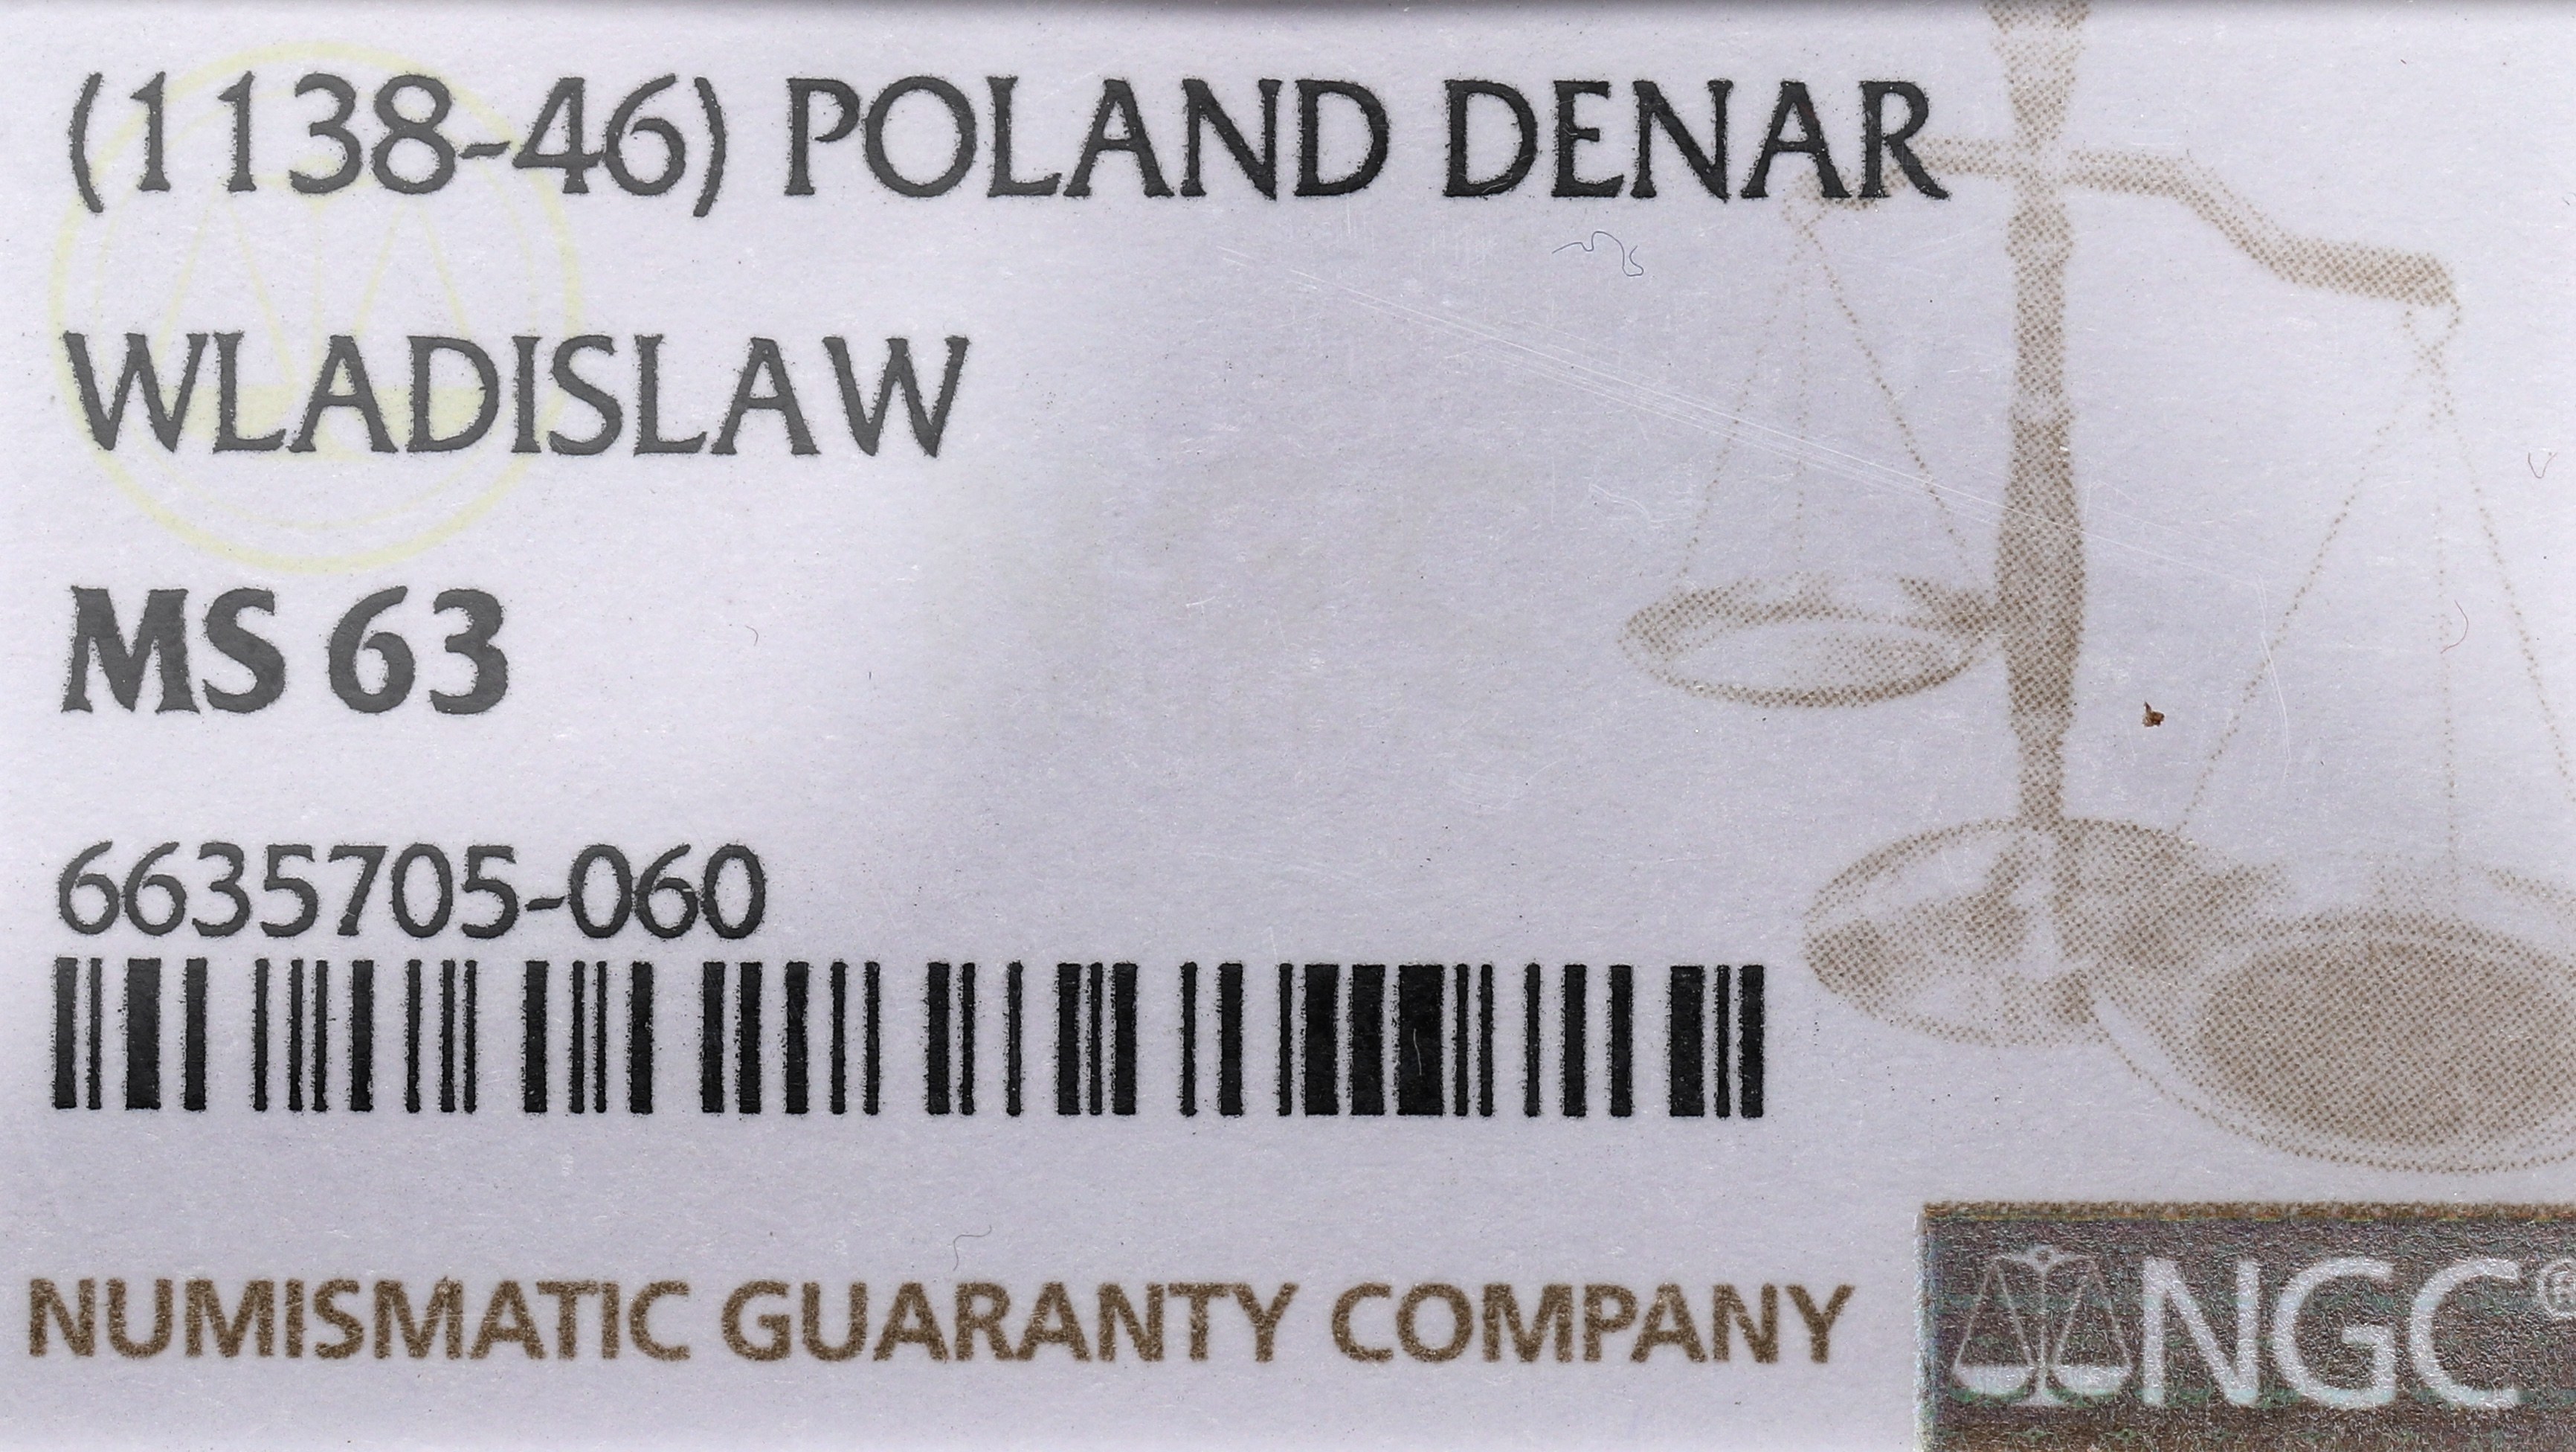 (1138-46) POLAND DENAR
WLADISLAW
MS 63
6635705-060
NUMISMATIC GUARANTY COMPANY
NGC®